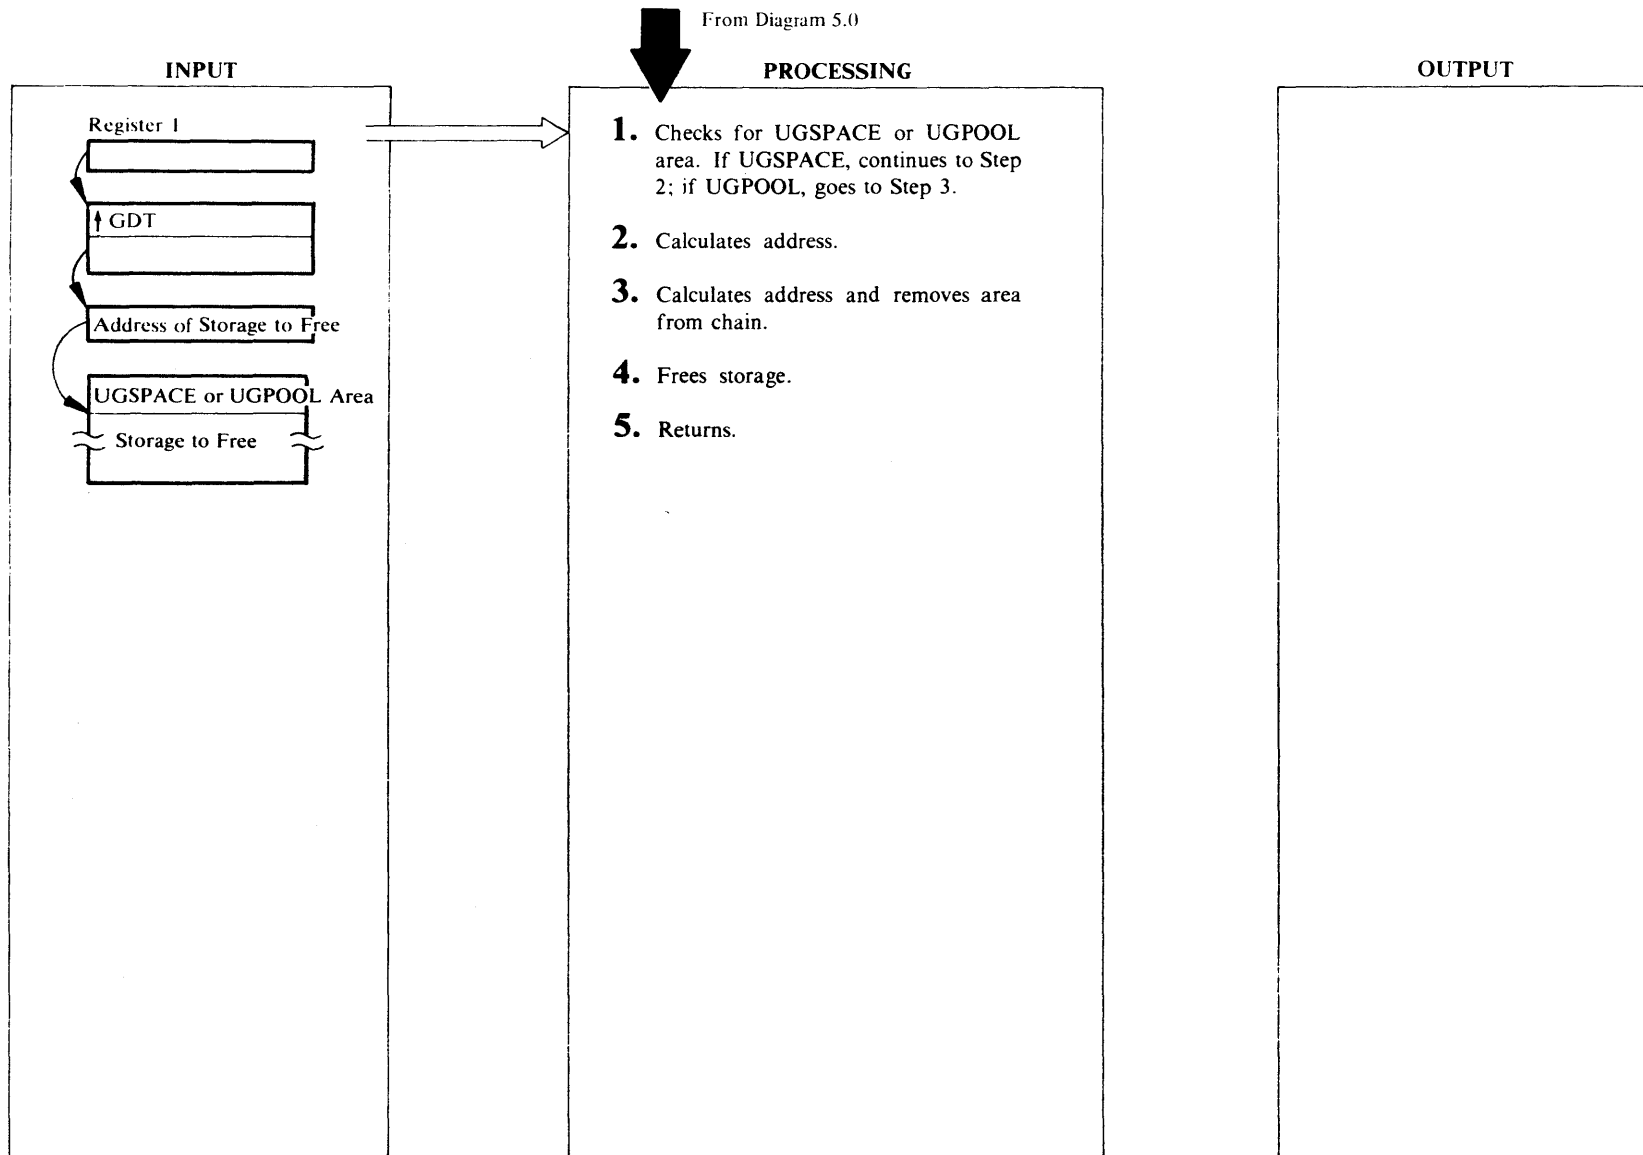 From Diagram 5.0
INPUT
PROCESSING
OUTPUT
Register 1
GDT
Address of Storage to Free
UGSPACE or UGPOOL Area
Storage to Free
1. Checks for UGSPACE or UGPOOL
area. If UGSPACE, continues to Step
2; if UGPOOL, goes to Step 3.
2. Calculates address.
3. Calculates address and removes area
from chain.
4. Frees storage.
5. Returns.